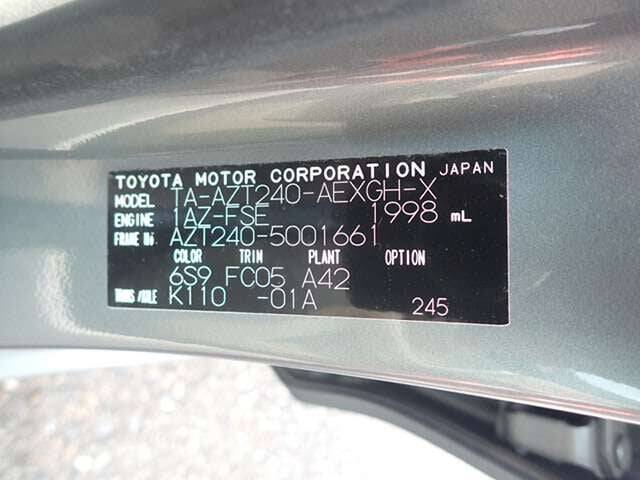 TOYOTA MOTOR CORPORATION JAPAN
MODEL TA-AZT240-AEXGH-X
ENGINE 1AZ-FSE 1998 mL
FRAME No. AZT240-5001661
COLOR TRIM PLANT OPTION
6S9 FC05 A42
TRANS/AXLE K110 -01A 245